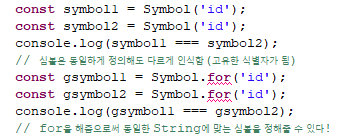 const symbol1 = Symbol('id');
const symbol2 = Symbol('id');
console.log(symbol1 === symbol2);
// 심볼은 동일하게 정의해도 다르게 인식함 (고유한 식별자가 됨)
const gsymbol1 = Symbol.for('id');
const gsymbol2 = Symbol.for('id');
console.log(gsymbol1 === gsymbol2);
// for을 해줌으로서 동일한 String에 맞는 심볼을 정해줄 수 있다!